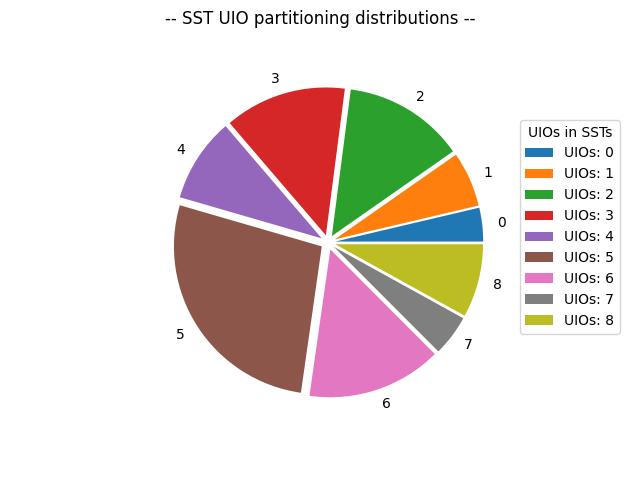 -- SST UIO partitioning distributions --
3
2
4
1
0
5
8
7
6
UIOs in SSTs
UIOs: 0
UIOs: 1
UIOs: 2
UIOs: 3
UIOs: 4
UIOs: 5
UIOs: 6
UIOs: 7
UIOs: 8